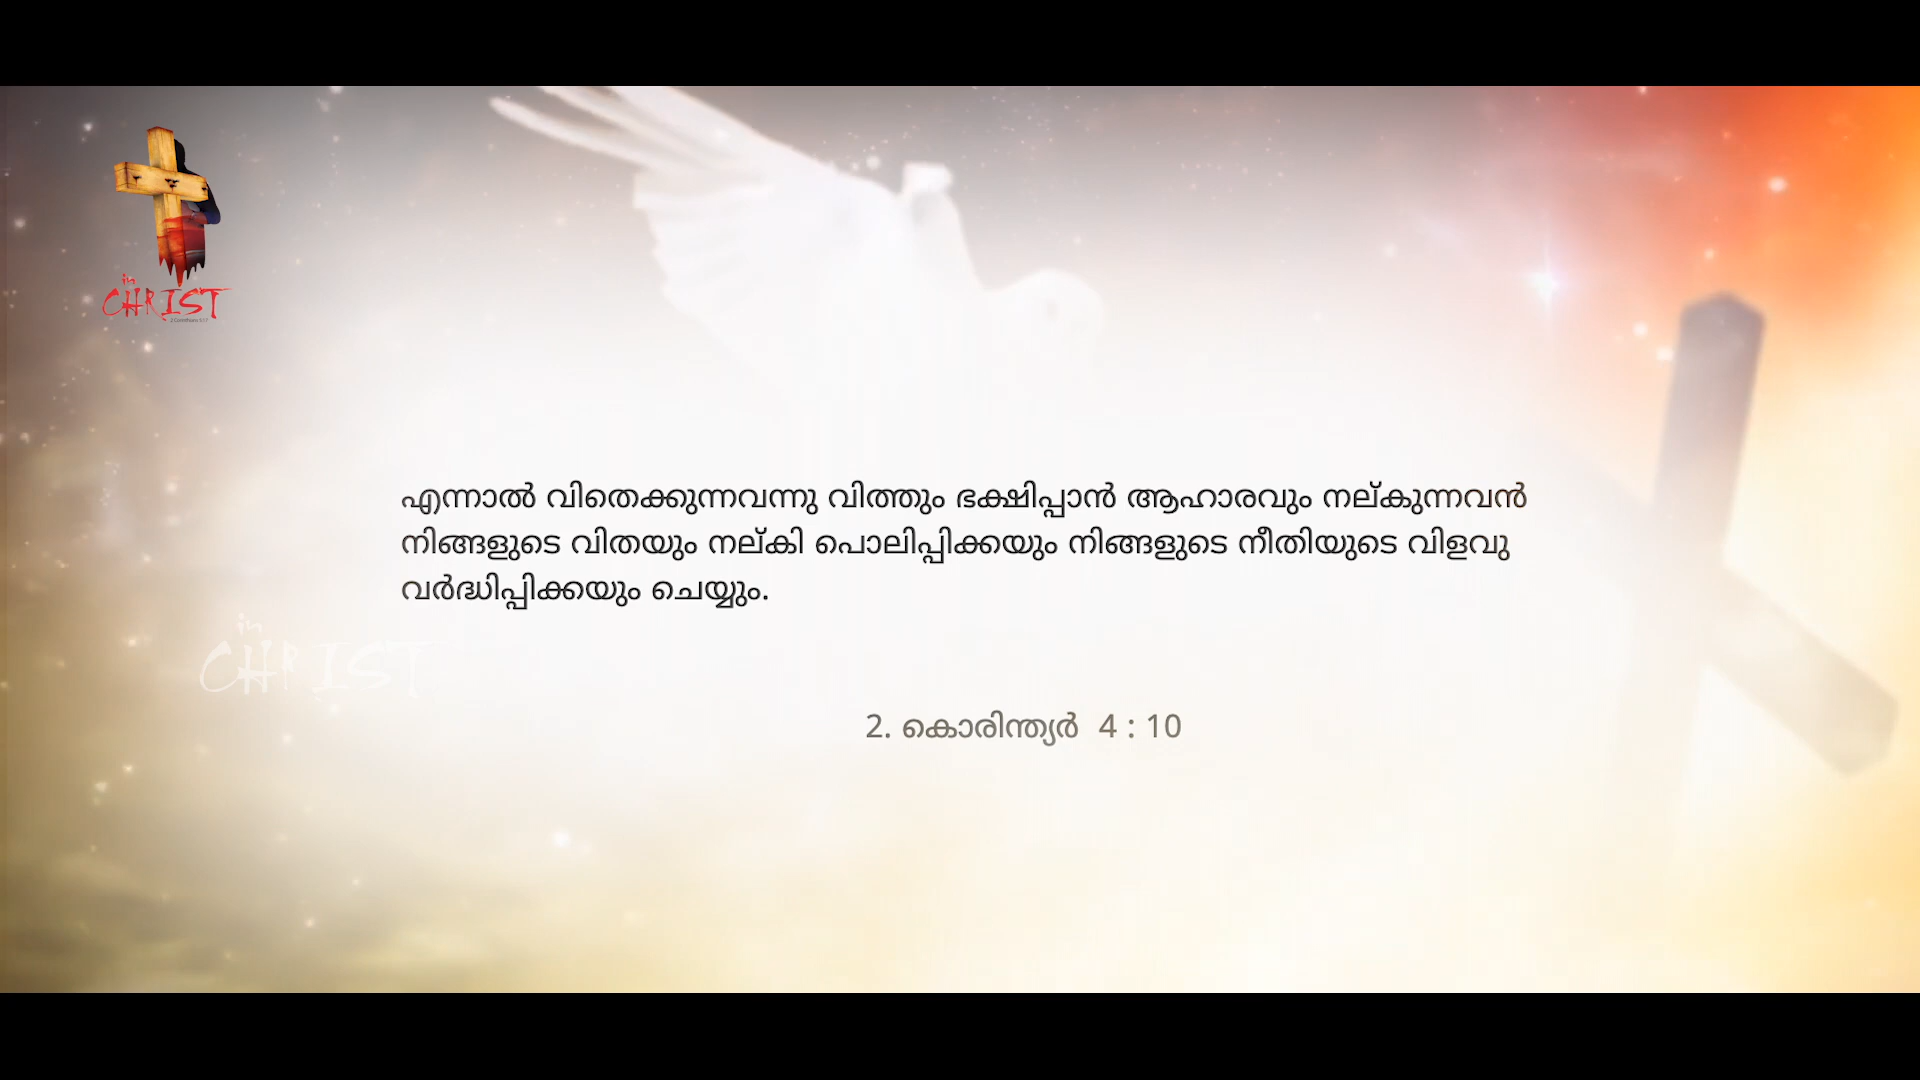 in
CHRIST
എന്നാൽ വിതെക്കുന്നവന്നു വിത്തും ഭക്ഷിപ്പാൻ ആഹാരവും നല്കുന്നവൻ
നിങ്ങളുടെ വിതയും നല്കി പൊലിപ്പിക്കയും നിങ്ങളുടെ നീതിയുടെ വിളവു
വർദ്ധിപ്പിക്കയും ചെയ്യും.
in
CHRIST
2. കൊരിന്ത്യർ 4 : 10